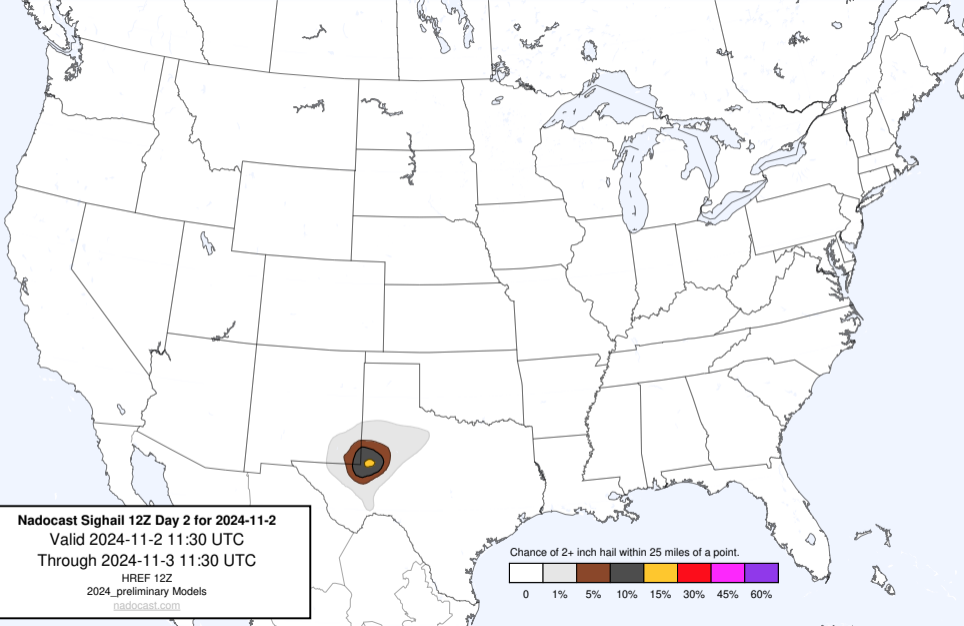 Nadocast Sighail 12Z Day 2 for 2024-11-2
Valid 2024-11-2 11:30 UTC
Through 2024-11-3 11:30 UTC
HREF 12Z
2024_preliminary Models
nadocast.com
Chance of 2+ inch hail within 25 miles of a point.
0 1% 5% 10% 15% 30% 45% 60%